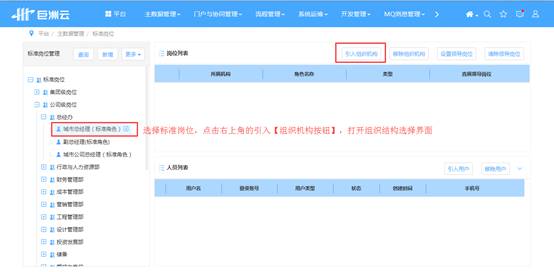 巨洲云
平台 主数据管理 门户与协同管理 流程管理 系统运维 开发管理 MQ消息管理
平台 / 主数据管理 / 标准岗位
标准岗位管理 查询 新增 更多
岗位列表 引入组织机构 移除组织机构 设置领导岗位 清除领导岗位
所属机构 角色名称 类型 直属领导岗位
标准岗位
集团级岗位
公司级岗位
总经办
城市总经理（标准角色）
选择标准岗位，点击右上角的引入【组织机构按钮】，打开组织结构选择界面
副总经理(标准角色)
城市公司总经理（标准角色）
行政与人力资源部
财务管理部
成本管理部
营销管理部
工程管理部
设计管理部
投资发展部
储备
人员列表 引入用户 移除用户
用户名 登录账号 用户类型 状态 创建时间 手机号